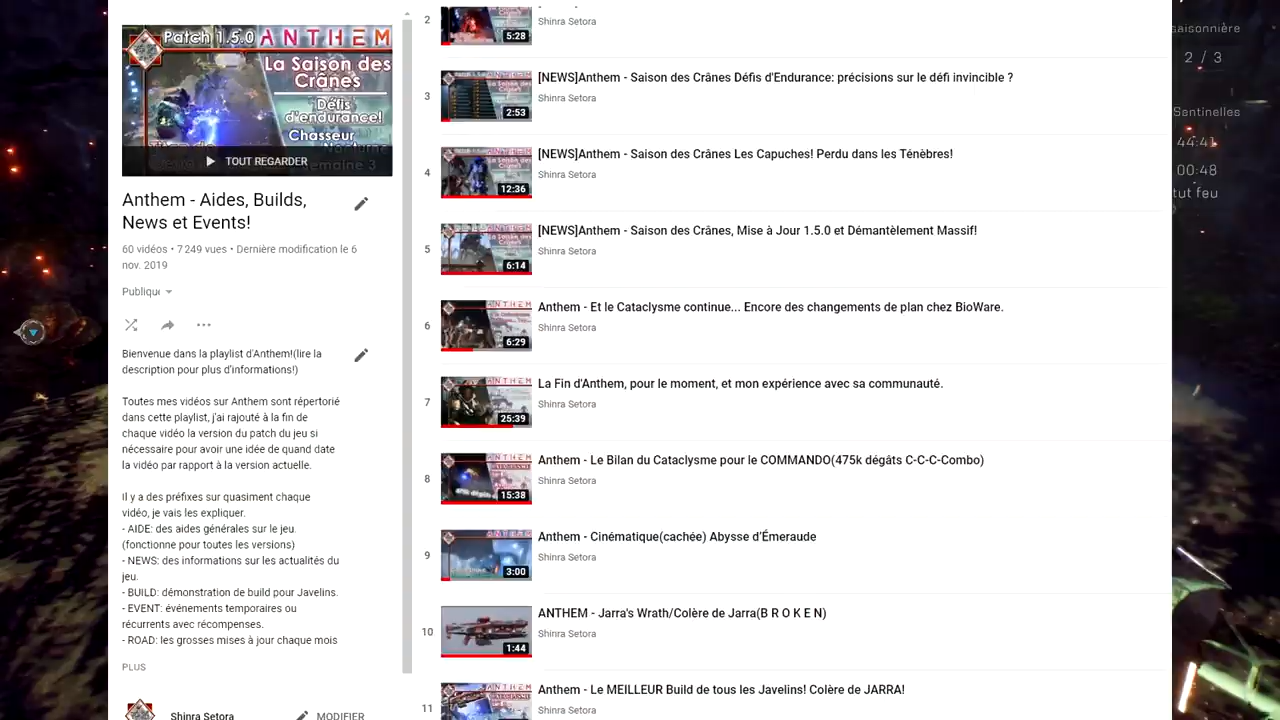 Patch 1.5.0 ANTHEM
La Saison des
Crânes
Défis
d'endurance!
Chasseur
Nocturne
Semaine 3
TOUT REGARDER
Anthem - Aides, Builds,
News et Events!
60 vidéos • 7 249 vues • Dernière modification le 6
nov. 2019
Publique
Bienvenue dans la playlist d'Anthem!(lire la
description pour plus d'informations!)
Toutes mes vidéos sur Anthem sont répertorié
dans cette playlist, j'ai rajouté à la fin de
chaque vidéo la version du patch du jeu si
nécessaire pour avoir une idée de quand date
la vidéo par rapport à la version actuelle.
Il y a des préfixes sur quasiment chaque
vidéo, je vais les expliquer.
- AIDE: des aides générales sur le jeu.
(fonctionne pour toutes les versions)
- NEWS: des informations sur les actualités du
jeu.
- BUILD: démonstration de build pour Javelins.
- EVENT: événements temporaires ou
récurrents avec récompenses.
- ROAD: les grosses mises à jour chaque mois
PLUS
Shinra Setora
MODIFIER
2
5:28
Shinra Setora
3
2:53
[NEWS]Anthem - Saison des Crânes Défis d'Endurance: précisions sur le défi invincible ?
Shinra Setora
4
12:36
[NEWS]Anthem - Saison des Crânes Les Capuches! Perdu dans les Ténèbres!
Shinra Setora
5
6:14
[NEWS]Anthem - Saison des Crânes, Mise à Jour 1.5.0 et Démantèlement Massif!
Shinra Setora
6
6:29
Anthem - Et le Cataclysme continue... Encore des changements de plan chez BioWare.
Shinra Setora
7
25:39
La Fin d'Anthem, pour le moment, et mon expérience avec sa communauté.
Shinra Setora
8
15:38
Anthem - Le Bilan du Cataclysme pour le COMMANDO(475k dégâts C-C-C-Combo)
Shinra Setora
9
3:00
Anthem - Cinématique(cachée) Abysse d'Émeraude
Shinra Setora
10
1:44
ANTHEM - Jarra's Wrath/Colère de Jarra(B R O K E N)
Shinra Setora
11
Anthem - Le MEILLEUR Build de tous les Javelins! Colère de JARRA!
Shinra Setora
saisonnière
2 / 3
Sentinelles
44:41
00:48
tut feu